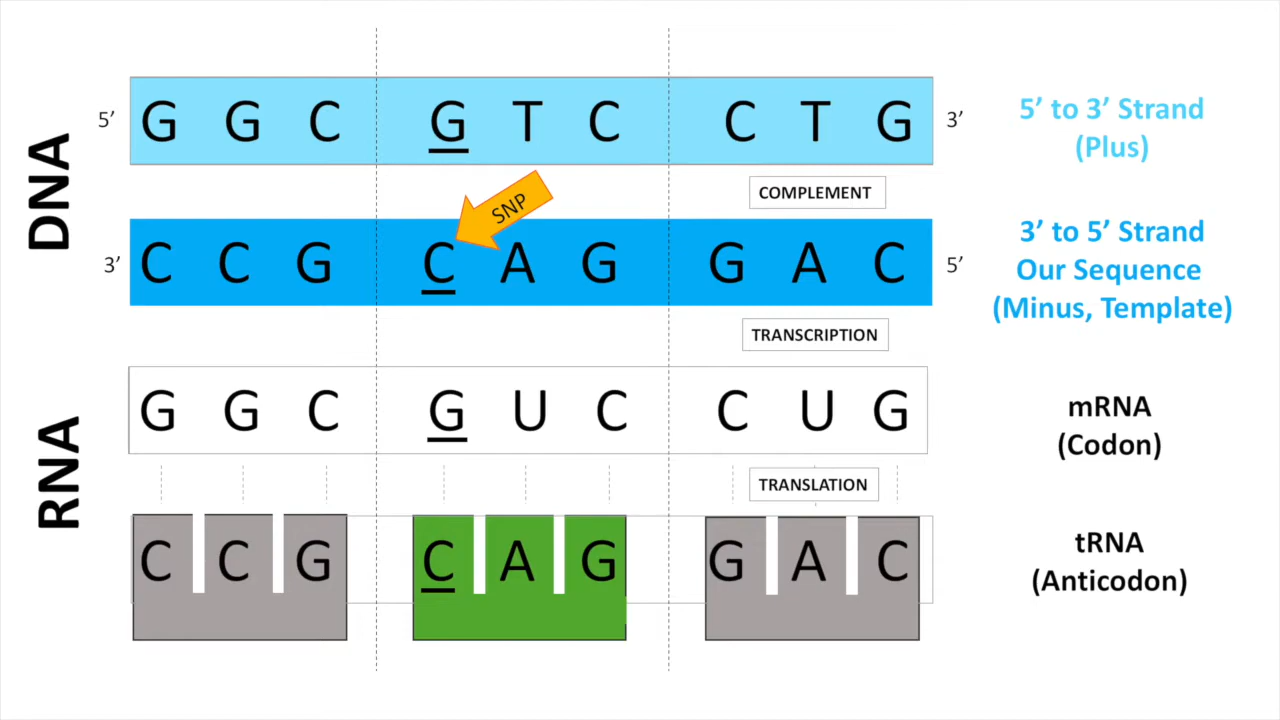 DNA
5’ G G C G T C C T G 3’
5’ to 3’ Strand
(Plus)
COMPLEMENT
SNP
3’ C C G C A G G A C 5’
3’ to 5’ Strand
Our Sequence
(Minus, Template)
TRANSCRIPTION
RNA
G G C G U C C U G
mRNA
(Codon)
TRANSLATION
C C G C A G G A C
tRNA
(Anticodon)